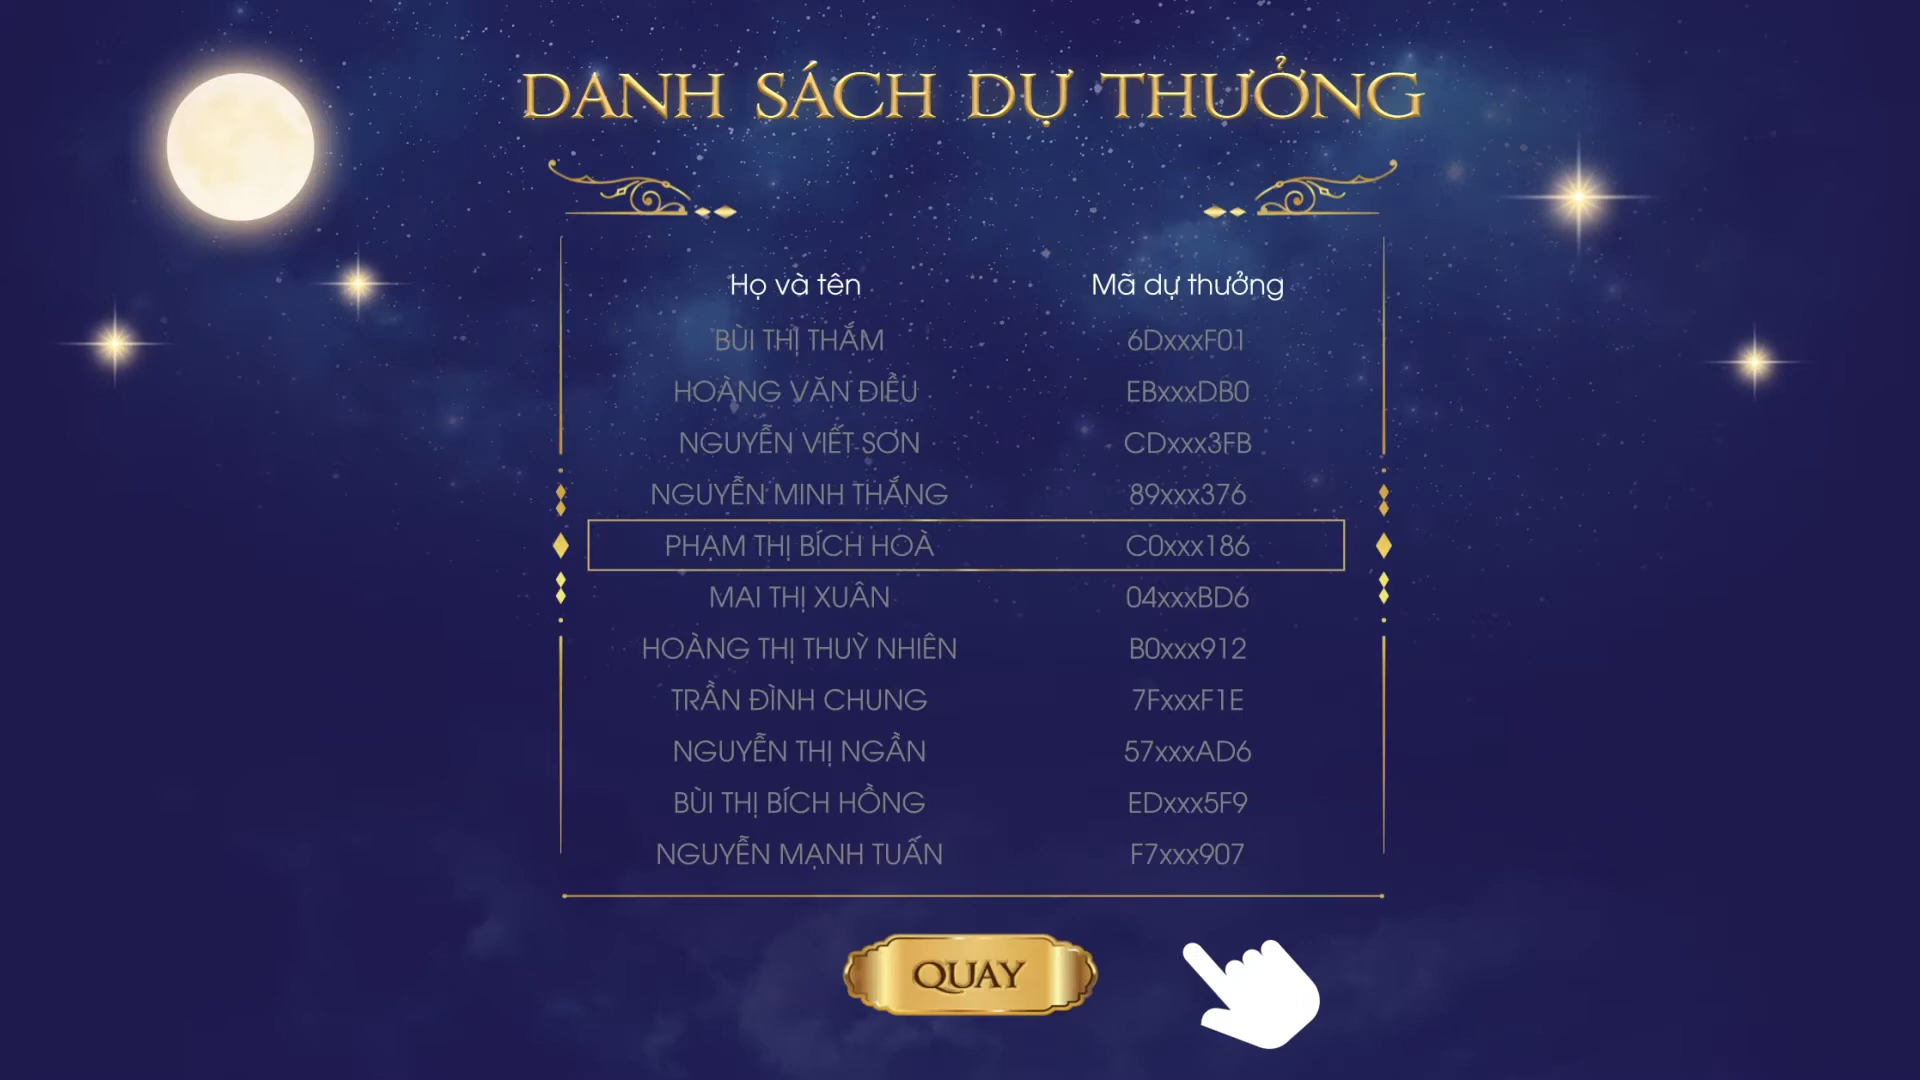 DANH SÁCH DỰ THƯỞNG
Họ và tên Mã dự thưởng
BÙI THỊ THẮM 6DxxxF01
HOÀNG VĂN ĐIỀU EBxxxDB0
NGUYỄN VIẾT SƠN CDxxx3FB
NGUYỄN MINH THẮNG 89xxx376
PHẠM THỊ BÍCH HOÀ C0xxx186
MAI THỊ XUÂN 04xxxBD6
HOÀNG THỊ THUỲ NHIÊN B0xxx912
TRẦN ĐÌNH CHUNG 7FxxxF1E
NGUYỄN THỊ NGẦN 57xxxAD6
BÙI THỊ BÍCH HỒNG EDxxx5F9
NGUYỄN MẠNH TUẤN F7xxx907
QUAY